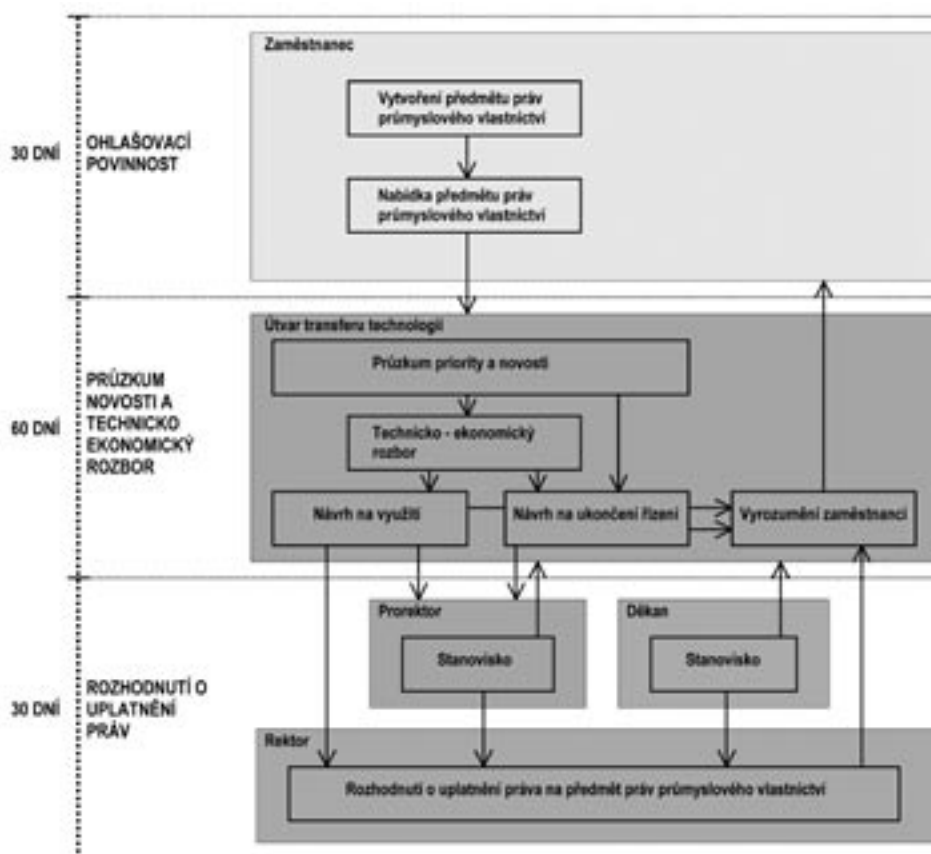 Zaměstnanec
Vytvoření předmětu práv
průmyslového vlastnictví
30 DNÍ
OHLAŠOVACÍ
POVINNOST
Nabídka předmětu práv
průmyslového vlastnictví
Útvar transferu technologií
Průzkum priority a novosti
60 DNÍ
PRŮZKUM
NOVOSTI A
TECHNICKO
EKONOMICKÝ
ROZBOR
Technicko - ekonomický
rozbor
Návrh na využití
Návrh na ukončení řízení
Vyrozumění zaměstnanci
Prorektor
Stanovisko
Děkan
Stanovisko
30 DNÍ
ROZHODNUTÍ O
UPLATNĚNÍ
PRÁV
Rektor
Rozhodnutí o uplatnění práva na předmět práv průmyslového vlastnictví